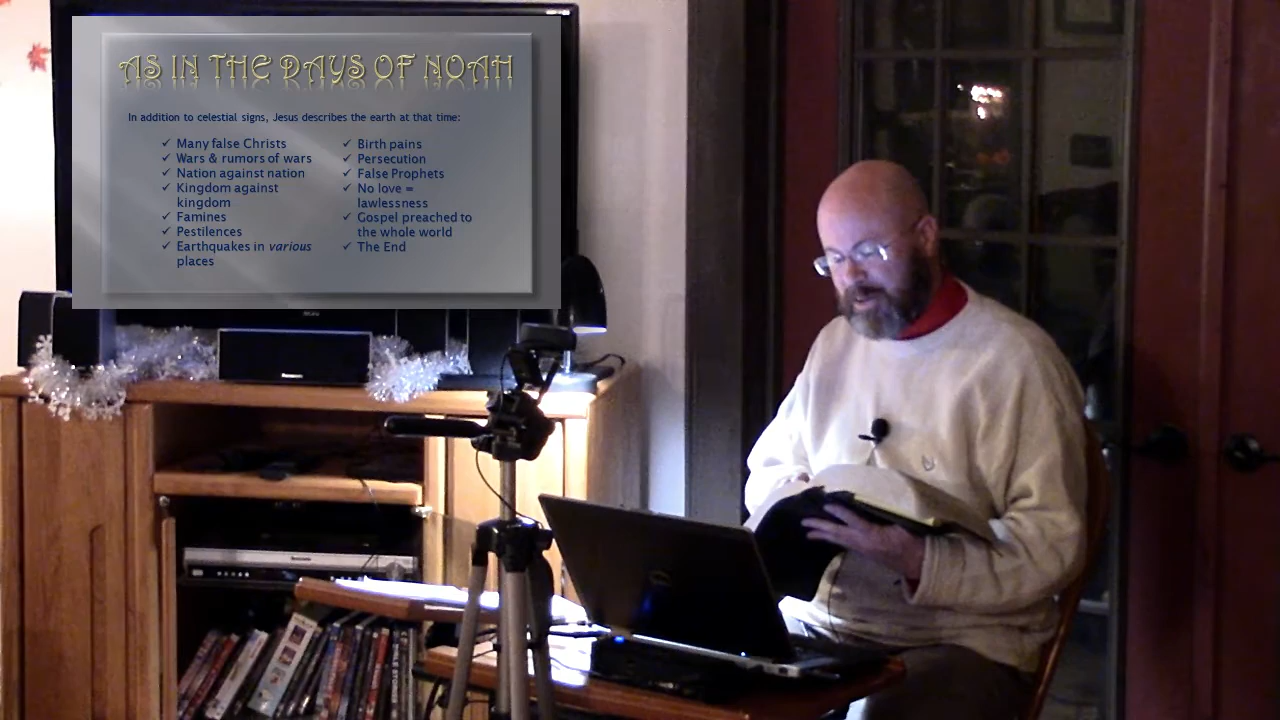 AS IN THE DAYS OF NOAH
In addition to celestial signs, Jesus describes the earth at that time:
✓ Many false Christs
✓ Wars & rumors of wars
✓ Nation against nation
✓ Kingdom against
kingdom
✓ Famines
✓ Pestilences
✓ Earthquakes in various
places
✓ Birth pains
✓ Persecution
✓ False Prophets
✓ No love =
lawlessness
✓ Gospel preached to
the whole world
✓ The End